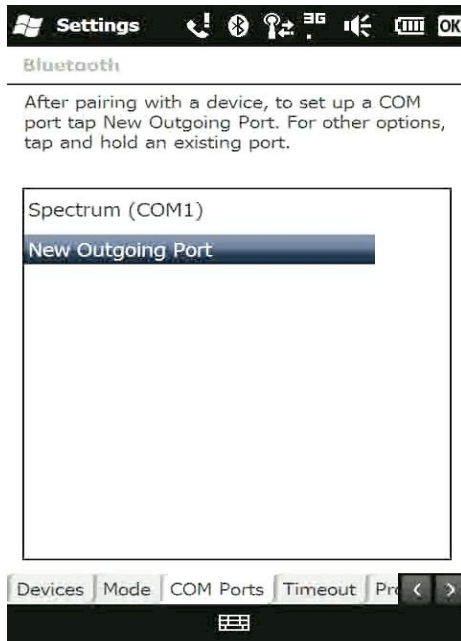 Settings 3G OK
Bluetooth
After pairing with a device, to set up a COM
port tap New Outgoing Port. For other options,
tap and hold an existing port.
Spectrum (COM1)
New Outgoing Port
Devices Mode COM Ports Timeout